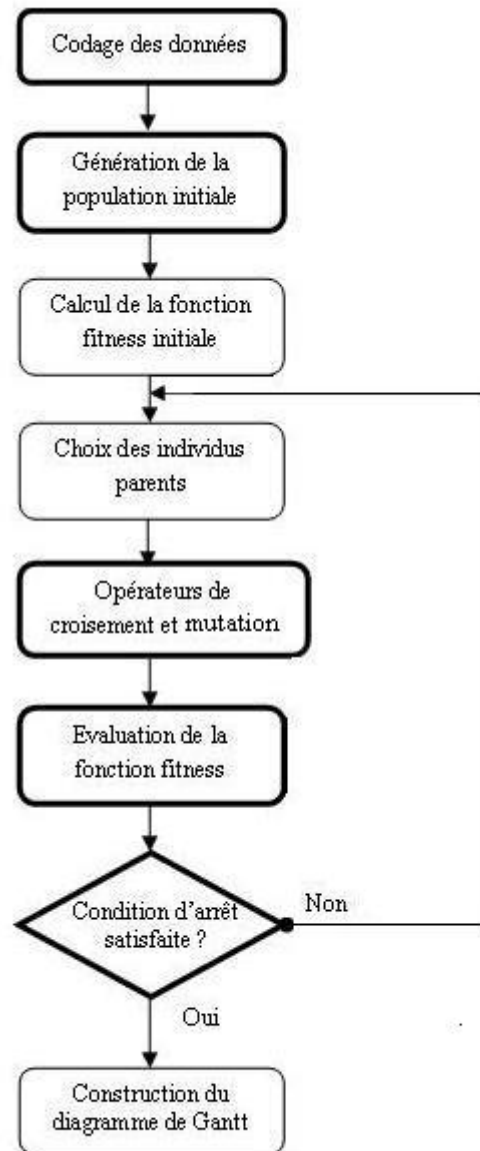 Codage des données
Génération de la
population initiale
Calcul de la fonction
fitness initiale
Choix des individus
parents
Opérateurs de
croisement et mutation
Evaluation de la
fonction fitness
Condition d'arrêt
satisfaite ?
Non
Oui
Construction du
diagramme de Gantt